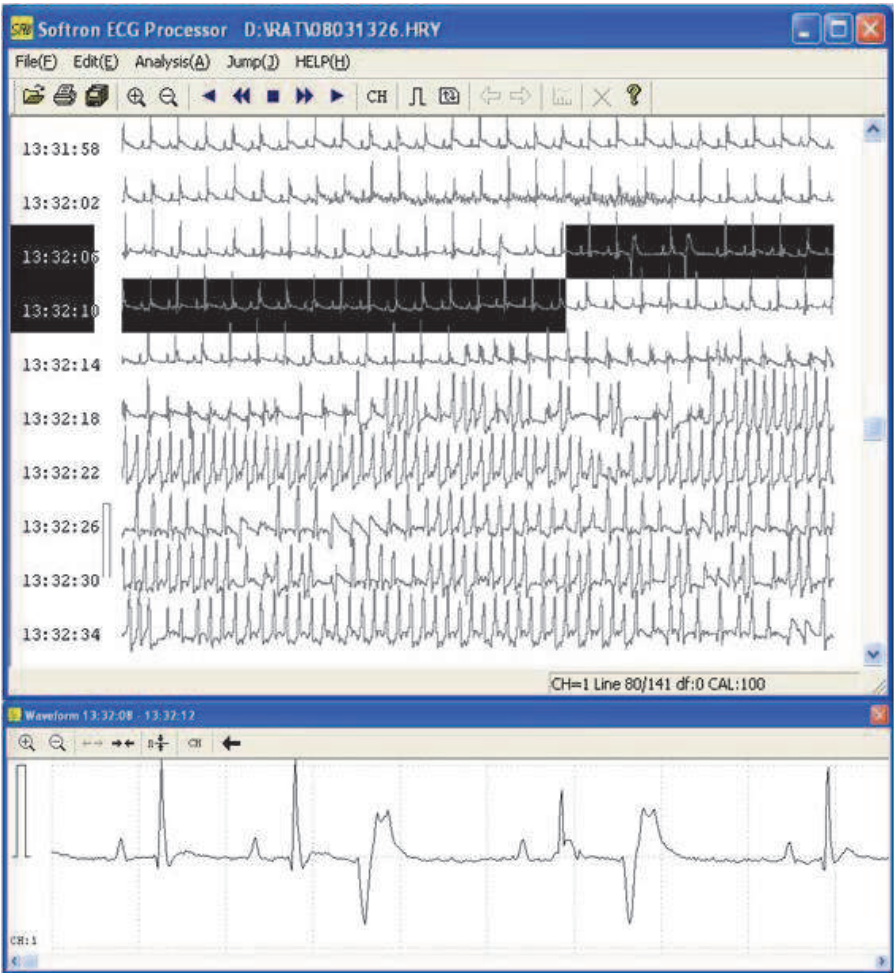 SRV Softron ECG Processor D:\RAT\08031326.HRY
File(F) Edit(E) Analysis(A) Jump(J) HELP(H)
CH ?
13:31:58
13:32:02
13:32:06
13:32:10
13:32:14
13:32:18
13:32:22
13:32:26
13:32:30
13:32:34
CH=1 Line 80/141 df:0 CAL:100
Waveform 13:32:08 - 13:32:12
CH
CH:1